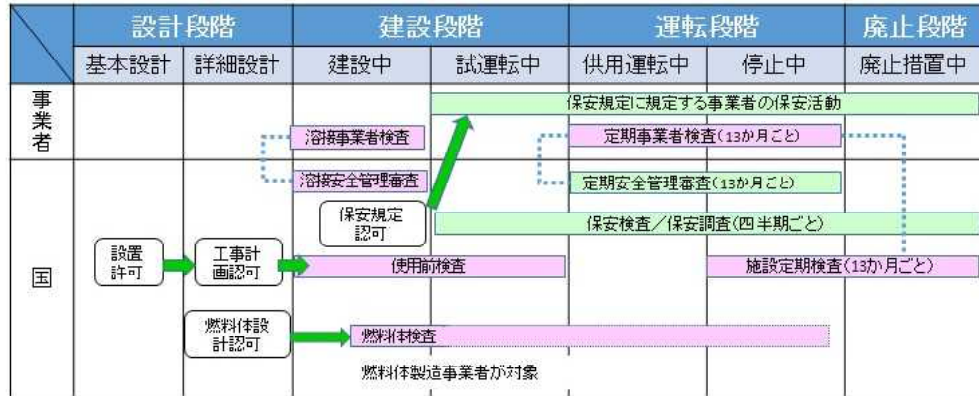 設計段階 建設段階 運転段階 廃止段階
基本設計 詳細設計 建設中 試運転中 供用運転中 停止中 廃止措置中
事業者
保安規定に規定する事業者の保安活動
溶接事業者検査
定期事業者検査(13か月ごと)
国
溶接安全管理審査
定期安全管理審査(13か月ごと)
保安規定
認可
保安検査/保安調査(四半期ごと)
設置
許可
工事計
画認可
使用前検査
施設定期検査(13か月ごと)
燃料体設
計認可
燃料体検査
燃料体製造事業者が対象